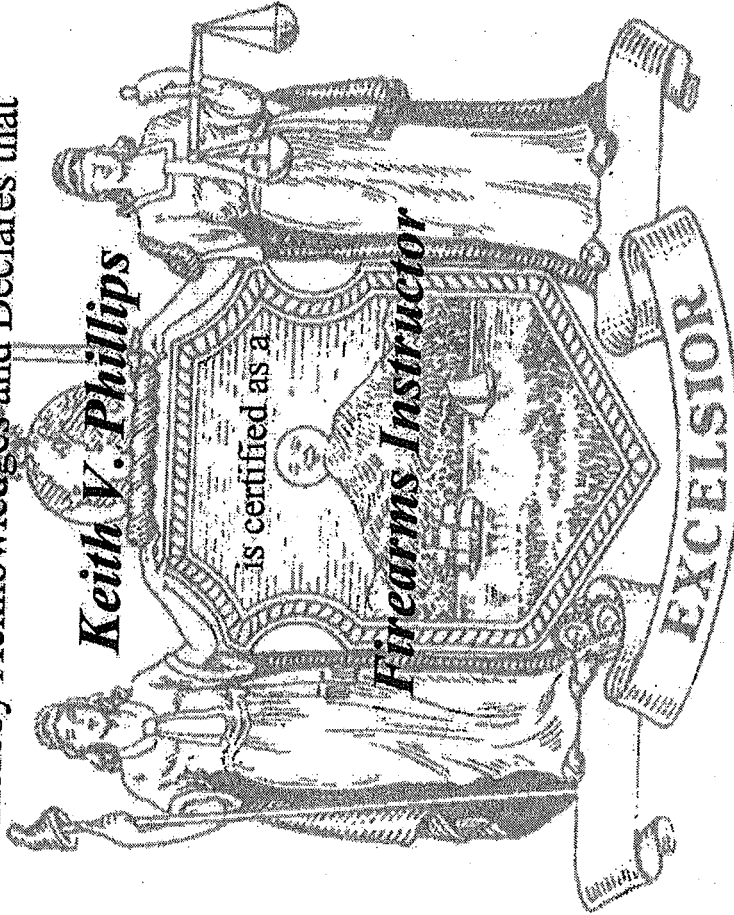 Acknowledges and Declares that
Keith V. Phillips
is certified as a
Firearms Instructor
EXCELSIOR